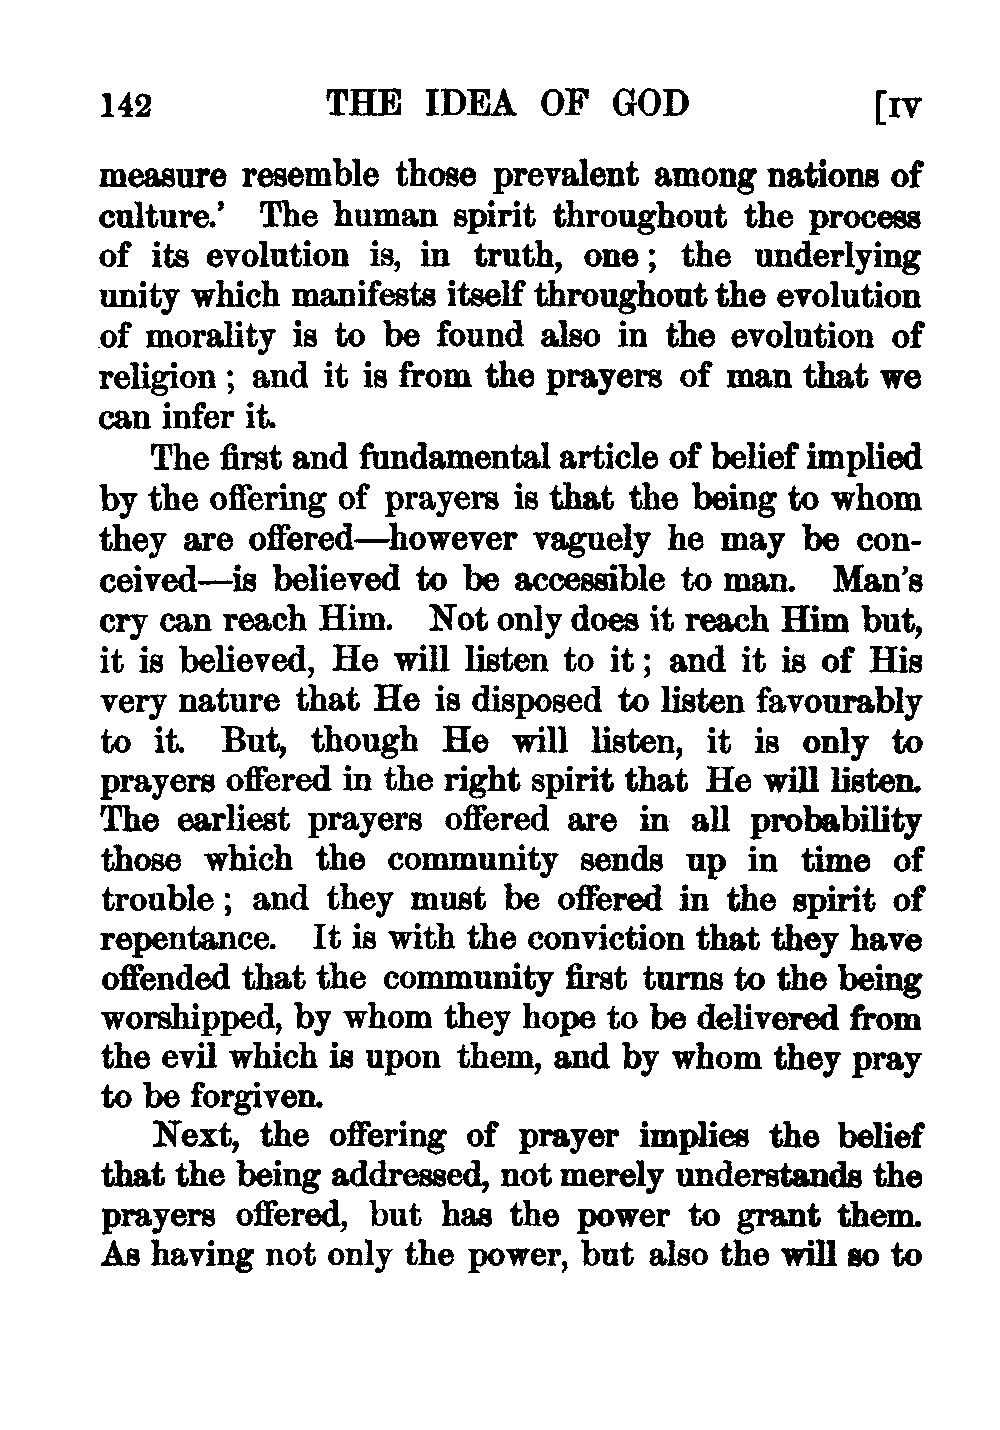 142 THE IDEA OF GOD [IV
measure resemble those prevalent among nations of
culture.’ The human spirit throughout the process
of its evolution is, in truth, one; the underlying
unity which manifests itself throughout the evolution
of morality is to be found also in the evolution of
religion; and it is from the prayers of man that we
can infer it.
The first and fundamental article of belief implied
by the offering of prayers is that the being to whom
they are offered—however vaguely he may be con-
ceived—is believed to be accessible to man. Man’s
cry can reach Him. Not only does it reach Him but,
it is believed, He will listen to it; and it is of His
very nature that He is disposed to listen favourably
to it. But, though He will listen, it is only to
prayers offered in the right spirit that He will listen.
The earliest prayers offered are in all probability
those which the community sends up in time of
trouble; and they must be offered in the spirit of
repentance. It is with the conviction that they have
offended that the community first turns to the being
worshipped, by whom they hope to be delivered from
the evil which is upon them, and by whom they pray
to be forgiven.
Next, the offering of prayer implies the belief
that the being addressed, not merely understands the
prayers offered, but has the power to grant them.
As having not only the power, but also the will so to